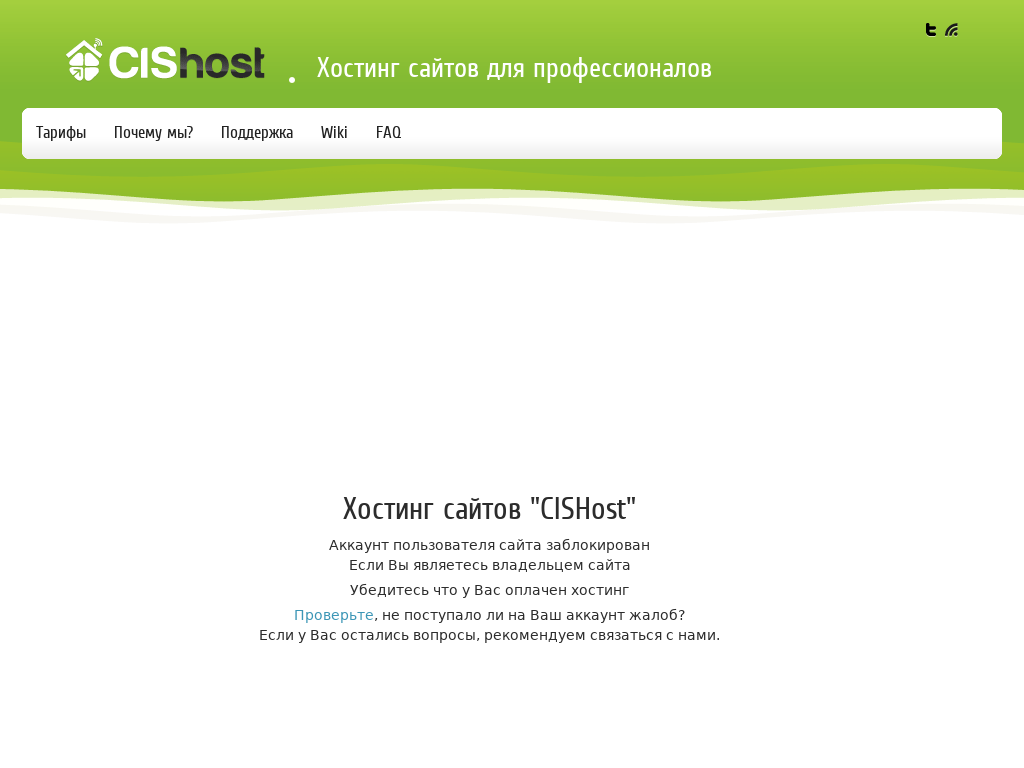 CIShost
Хостинг сайтов для профессионалов
Тарифы Почему мы? Поддержка Wiki FAQ
Хостинг сайтов "CISHost"
Аккаунт пользователя сайта заблокирован
Если Вы являетесь владельцем сайта
Убедитесь что у Вас оплачен хостинг
Проверьте, не поступало ли на Ваш аккаунт жалоб?
Если у Вас остались вопросы, рекомендуем связаться с нами.